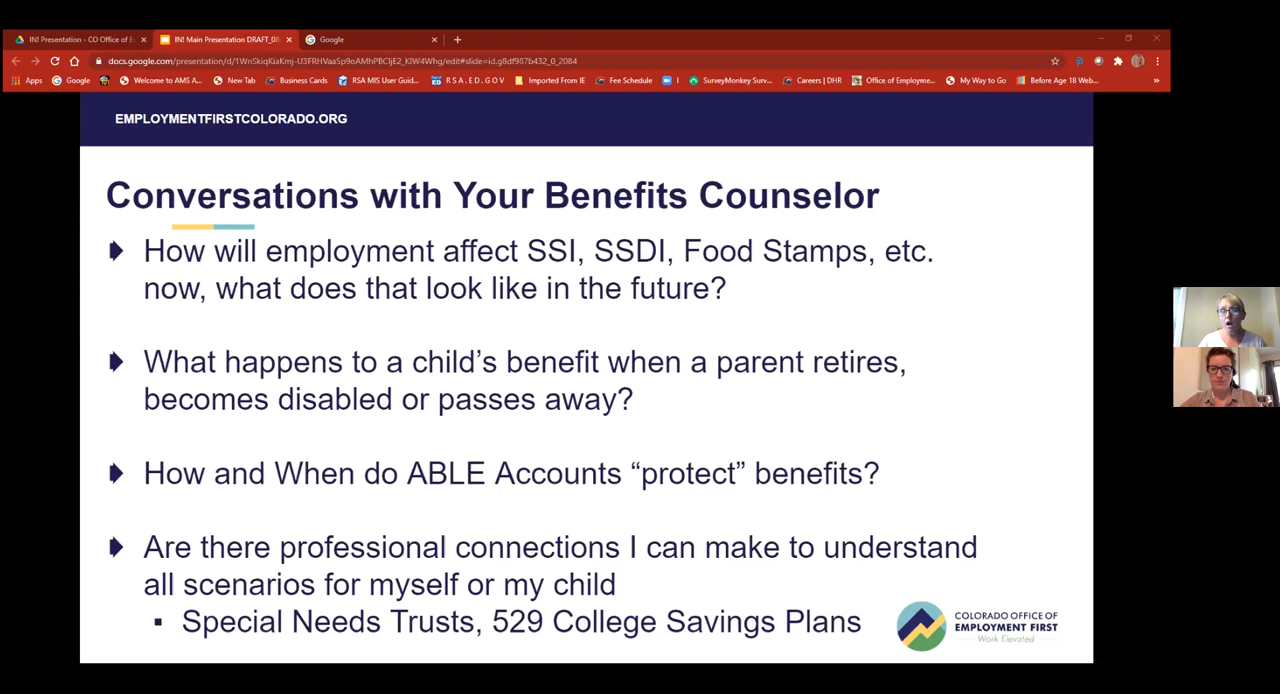 IN! Presentation - CO Office of E
IN! Main Presentation DRAFT_08
Google
docs.google.com/presentation/d/1WnSkiqKiaKmj-U3FRHVaaSp9oAMhPBCljE2_KIW4Whg/edit#slide=id.g8df987b432_0_2084
Apps
Google
Welcome to AMS A...
New Tab
Business Cards
RSA MIS User Guid...
R S A . E D . G O V
Imported From IE
Fee Schedule
I
SurveyMonkey Surv...
Careers | DHR
Office of Employme...
My Way to Go
Before Age 18 Web...
»
EMPLOYMENTFIRSTCOLORADO.ORG
Conversations with Your Benefits Counselor
How will employment affect SSI, SSDI, Food Stamps, etc.
now, what does that look like in the future?
What happens to a child’s benefit when a parent retires,
becomes disabled or passes away?
How and When do ABLE Accounts “protect” benefits?
Are there professional connections I can make to understand
all scenarios for myself or my child
Special Needs Trusts, 529 College Savings Plans
COLORADO OFFICE OF
EMPLOYMENT FIRST
Work Elevated